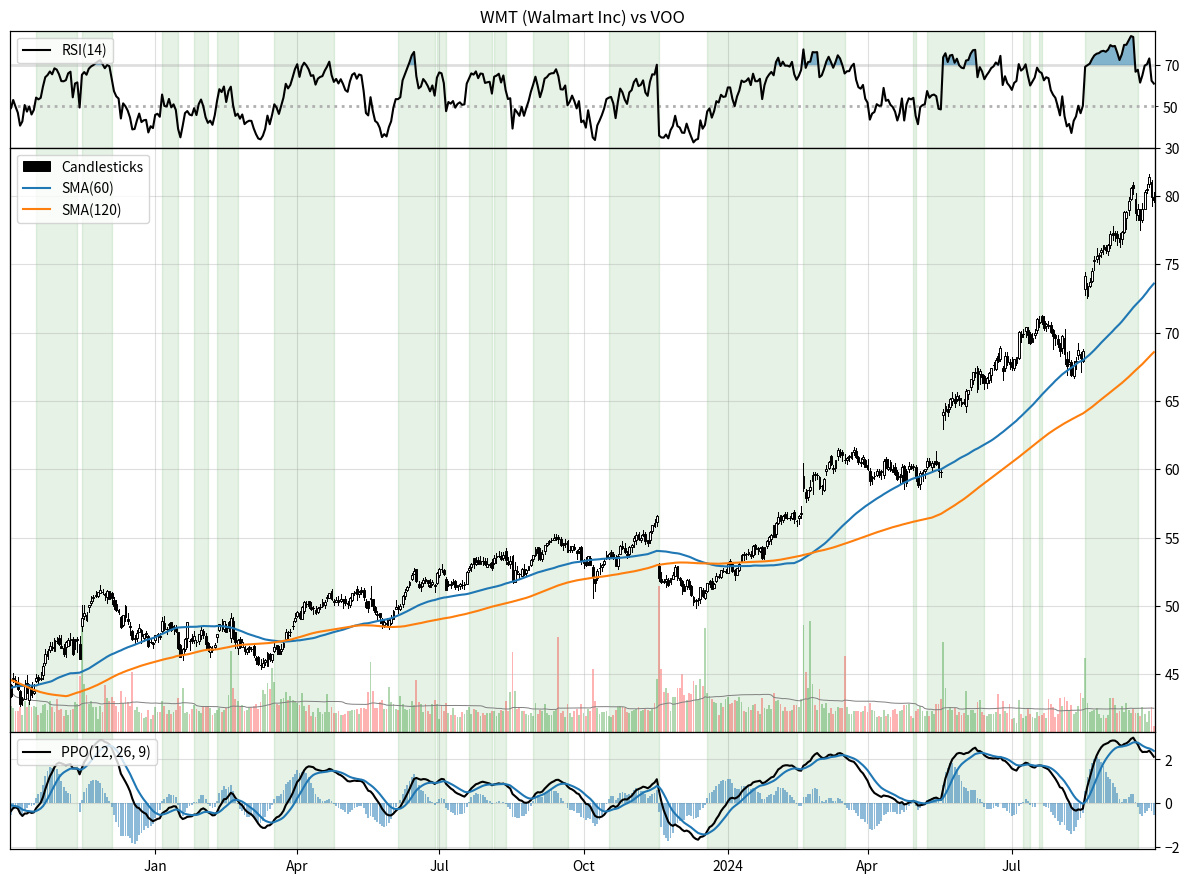 WMT (Walmart Inc) vs VOO
RSI(14)
70
50
30
Candlesticks
SMA(60)
SMA(120)
80
75
70
65
60
55
50
45
PPO(12, 26, 9)
2
0
−2
Jan
Apr
Jul
Oct
2024
Apr
Jul